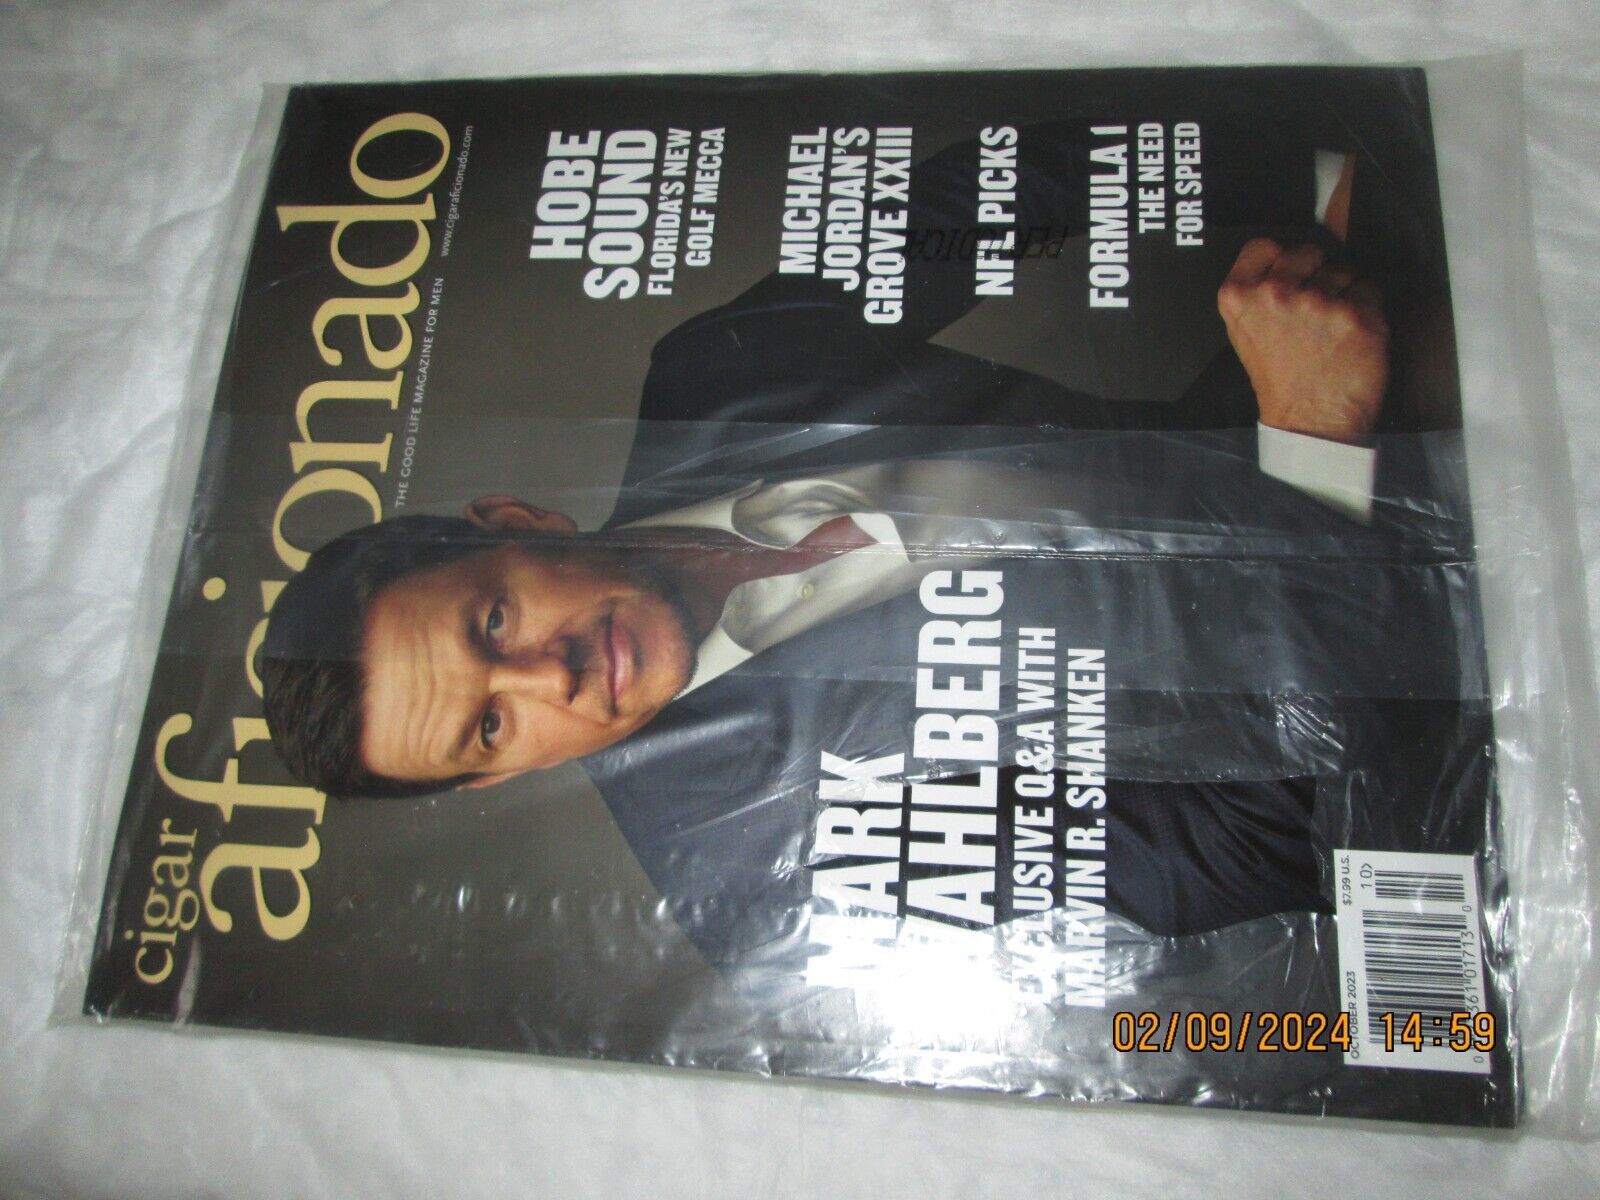 cigar
aficionado
THE GOOD LIFE MAGAZINE FOR MEN
www.cigaraficionado.com
HOBE
SOUND
FLORIDA'S NEW
GOLF MECCA
MICHAEL
JORDAN'S
GROVE XXIII
NFL PICKS
PERIODICAL
FORMULA 1
THE NEED
FOR SPEED
MARK
WAHLBERG
EXCLUSIVE Q&A WITH
MARVIN R. SHANKEN
OCTOBER 2023
$7.99 U.S.
10>
02/09/2024 14:59